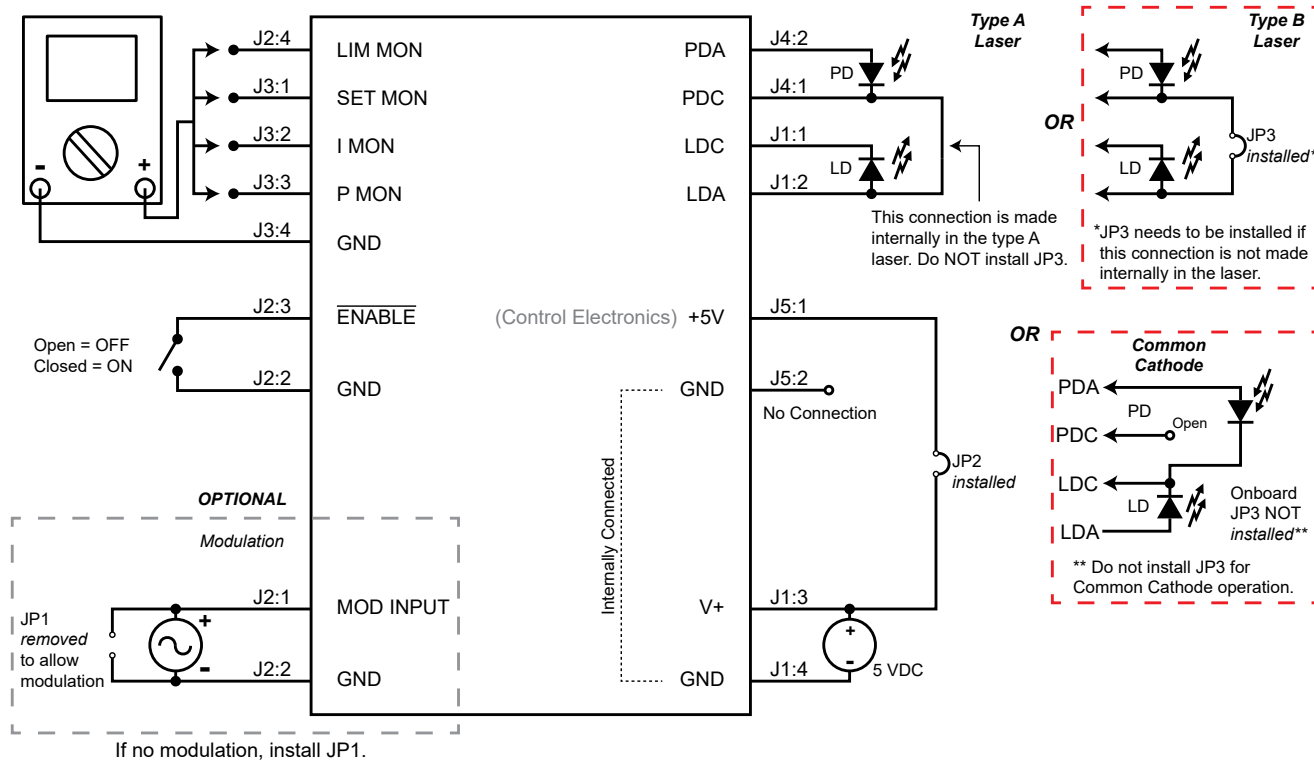 J2:4
LIM MON
J3:1
SET MON
J3:2
I MON
J3:3
P MON
J3:4
GND
-
+
J2:3
ENABLE
Open = OFF
Closed = ON
J2:2
GND
OPTIONAL
Modulation
J2:1
MOD INPUT
JP1
removed
to allow
modulation
+
-
J2:2
GND
If no modulation, install JP1.
(Control Electronics)
Internally Connected
PDA
J4:2
PDC
J4:1
LDC
J1:1
LDA
J1:2
PD
LD
Type A
Laser
This connection is made
internally in the type A
laser. Do NOT install JP3.
+5V
J5:1
GND
J5:2
No Connection
JP2
installed
V+
J1:3
GND
J1:4
+
-
5 VDC
OR
Type B
Laser
PD
LD
JP3
installed*
*JP3 needs to be installed if
this connection is not made
internally in the laser.
OR
Common
Cathode
PDA
PD
PDC
Open
LDC
LD
LDA
Onboard
JP3 NOT
installed**
** Do not install JP3 for
Common Cathode operation.